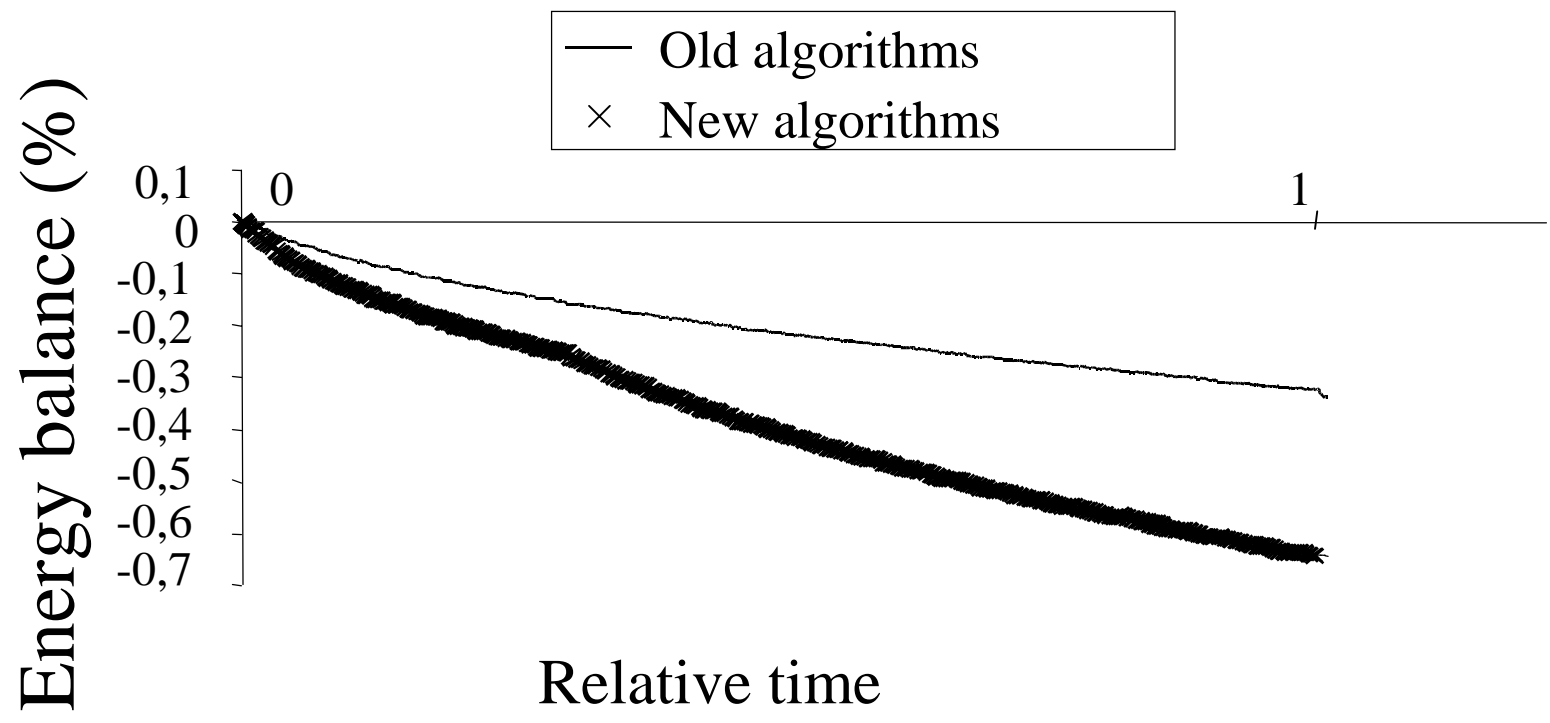 Old algorithms
New algorithms
Energy balance (%)
0,1
0
-0,1
-0,2
-0,3
-0,4
-0,5
-0,6
-0,7
0
1
Relative time